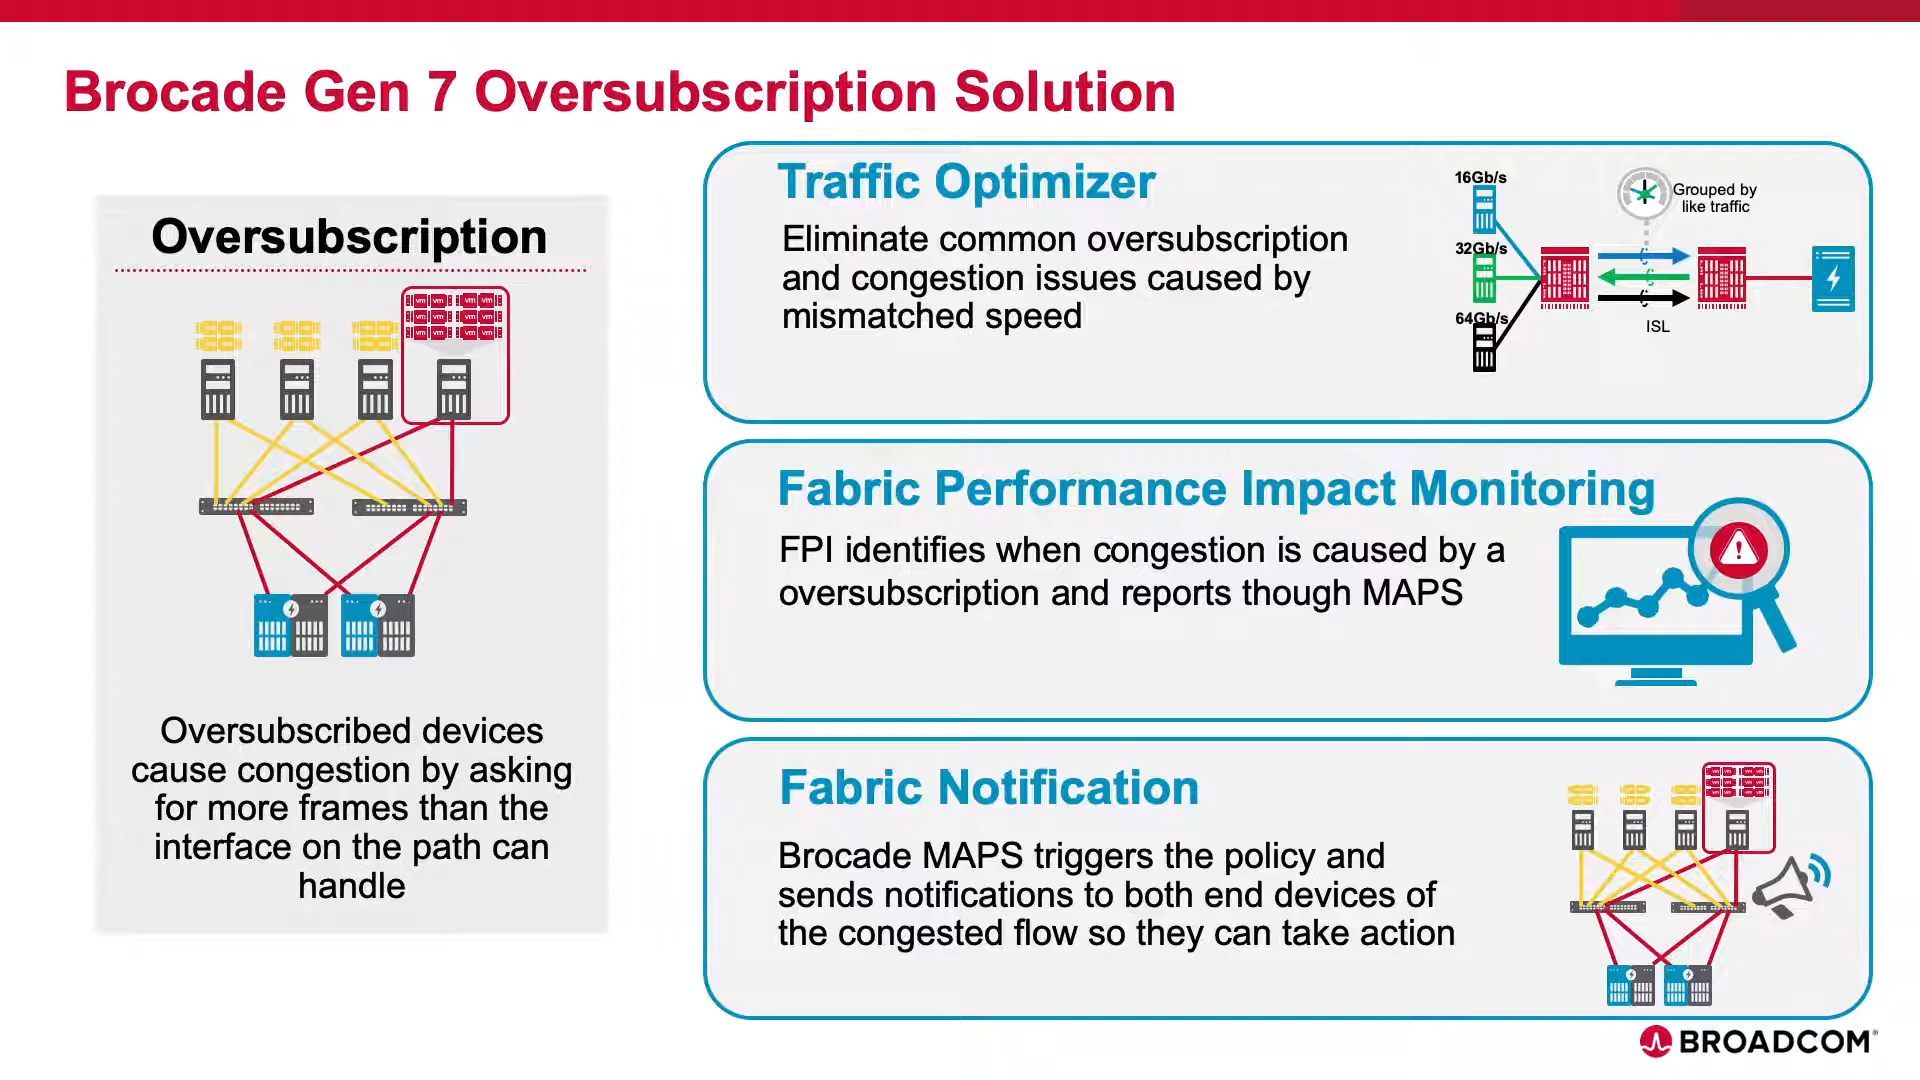 Brocade Gen 7 Oversubscription Solution
Oversubscription
Oversubscribed devices
cause congestion by asking
for more frames than the
interface on the path can
handle
Traffic Optimizer
Eliminate common oversubscription
and congestion issues caused by
mismatched speed
16Gb/s
32Gb/s
64Gb/s
Grouped by
like traffic
ISL
Fabric Performance Impact Monitoring
FPI identifies when congestion is caused by a
oversubscription and reports though MAPS
Fabric Notification
Brocade MAPS triggers the policy and
sends notifications to both end devices of
the congested flow so they can take action
BROADCOM